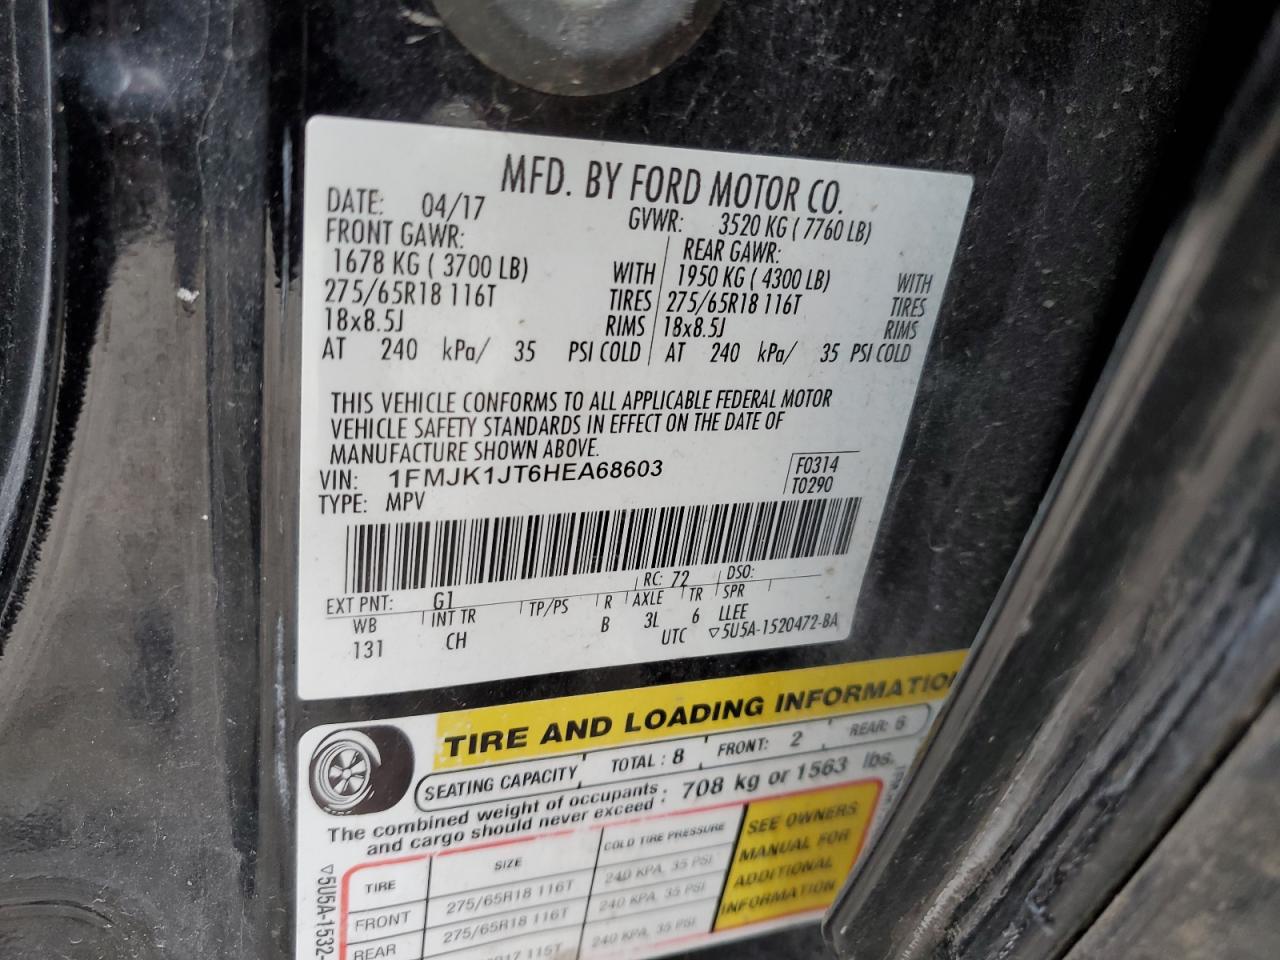 MFD. BY FORD MOTOR CO.
DATE: 04/17 GVWR: 3520 KG ( 7760 LB)
FRONT GAWR: REAR GAWR:
1678 KG ( 3700 LB) WITH 1950 KG ( 4300 LB) WITH
275/65R18 116T TIRES 275/65R18 116T TIRES
18x8.5J RIMS 18x8.5J RIMS
AT 240 kPa/ 35 PSI COLD AT 240 kPa/ 35 PSI COLD
THIS VEHICLE CONFORMS TO ALL APPLICABLE FEDERAL MOTOR
VEHICLE SAFETY STANDARDS IN EFFECT ON THE DATE OF
MANUFACTURE SHOWN ABOVE.
VIN: 1FMJK1JT6HEA68603 F0314
TYPE: MPV T0290
EXT PNT: G1 RC: 72 DSO:
WB INT TR TP/PS R AXLE TR SPR
131 CH B 3L 6 LLEE
UTC ▽5U5A-1520472-BA
TIRE AND LOADING INFORMATION
SEATING CAPACITY TOTAL : 8 FRONT: 2 REAR: 6
The combined weight of occupants : 708 kg or 1563 lbs.
and cargo should never exceed :
TIRE SIZE COLD TIRE PRESSURE
FRONT 275/65R18 116T 240 KPA, 35 PSI
REAR 275/65R18 116T 240 KPA, 35 PSI
115T 240 KPA, 35 PSI
SEE OWNERS
MANUAL FOR
ADDITIONAL
INFORMATION
▽5U5A-1532-